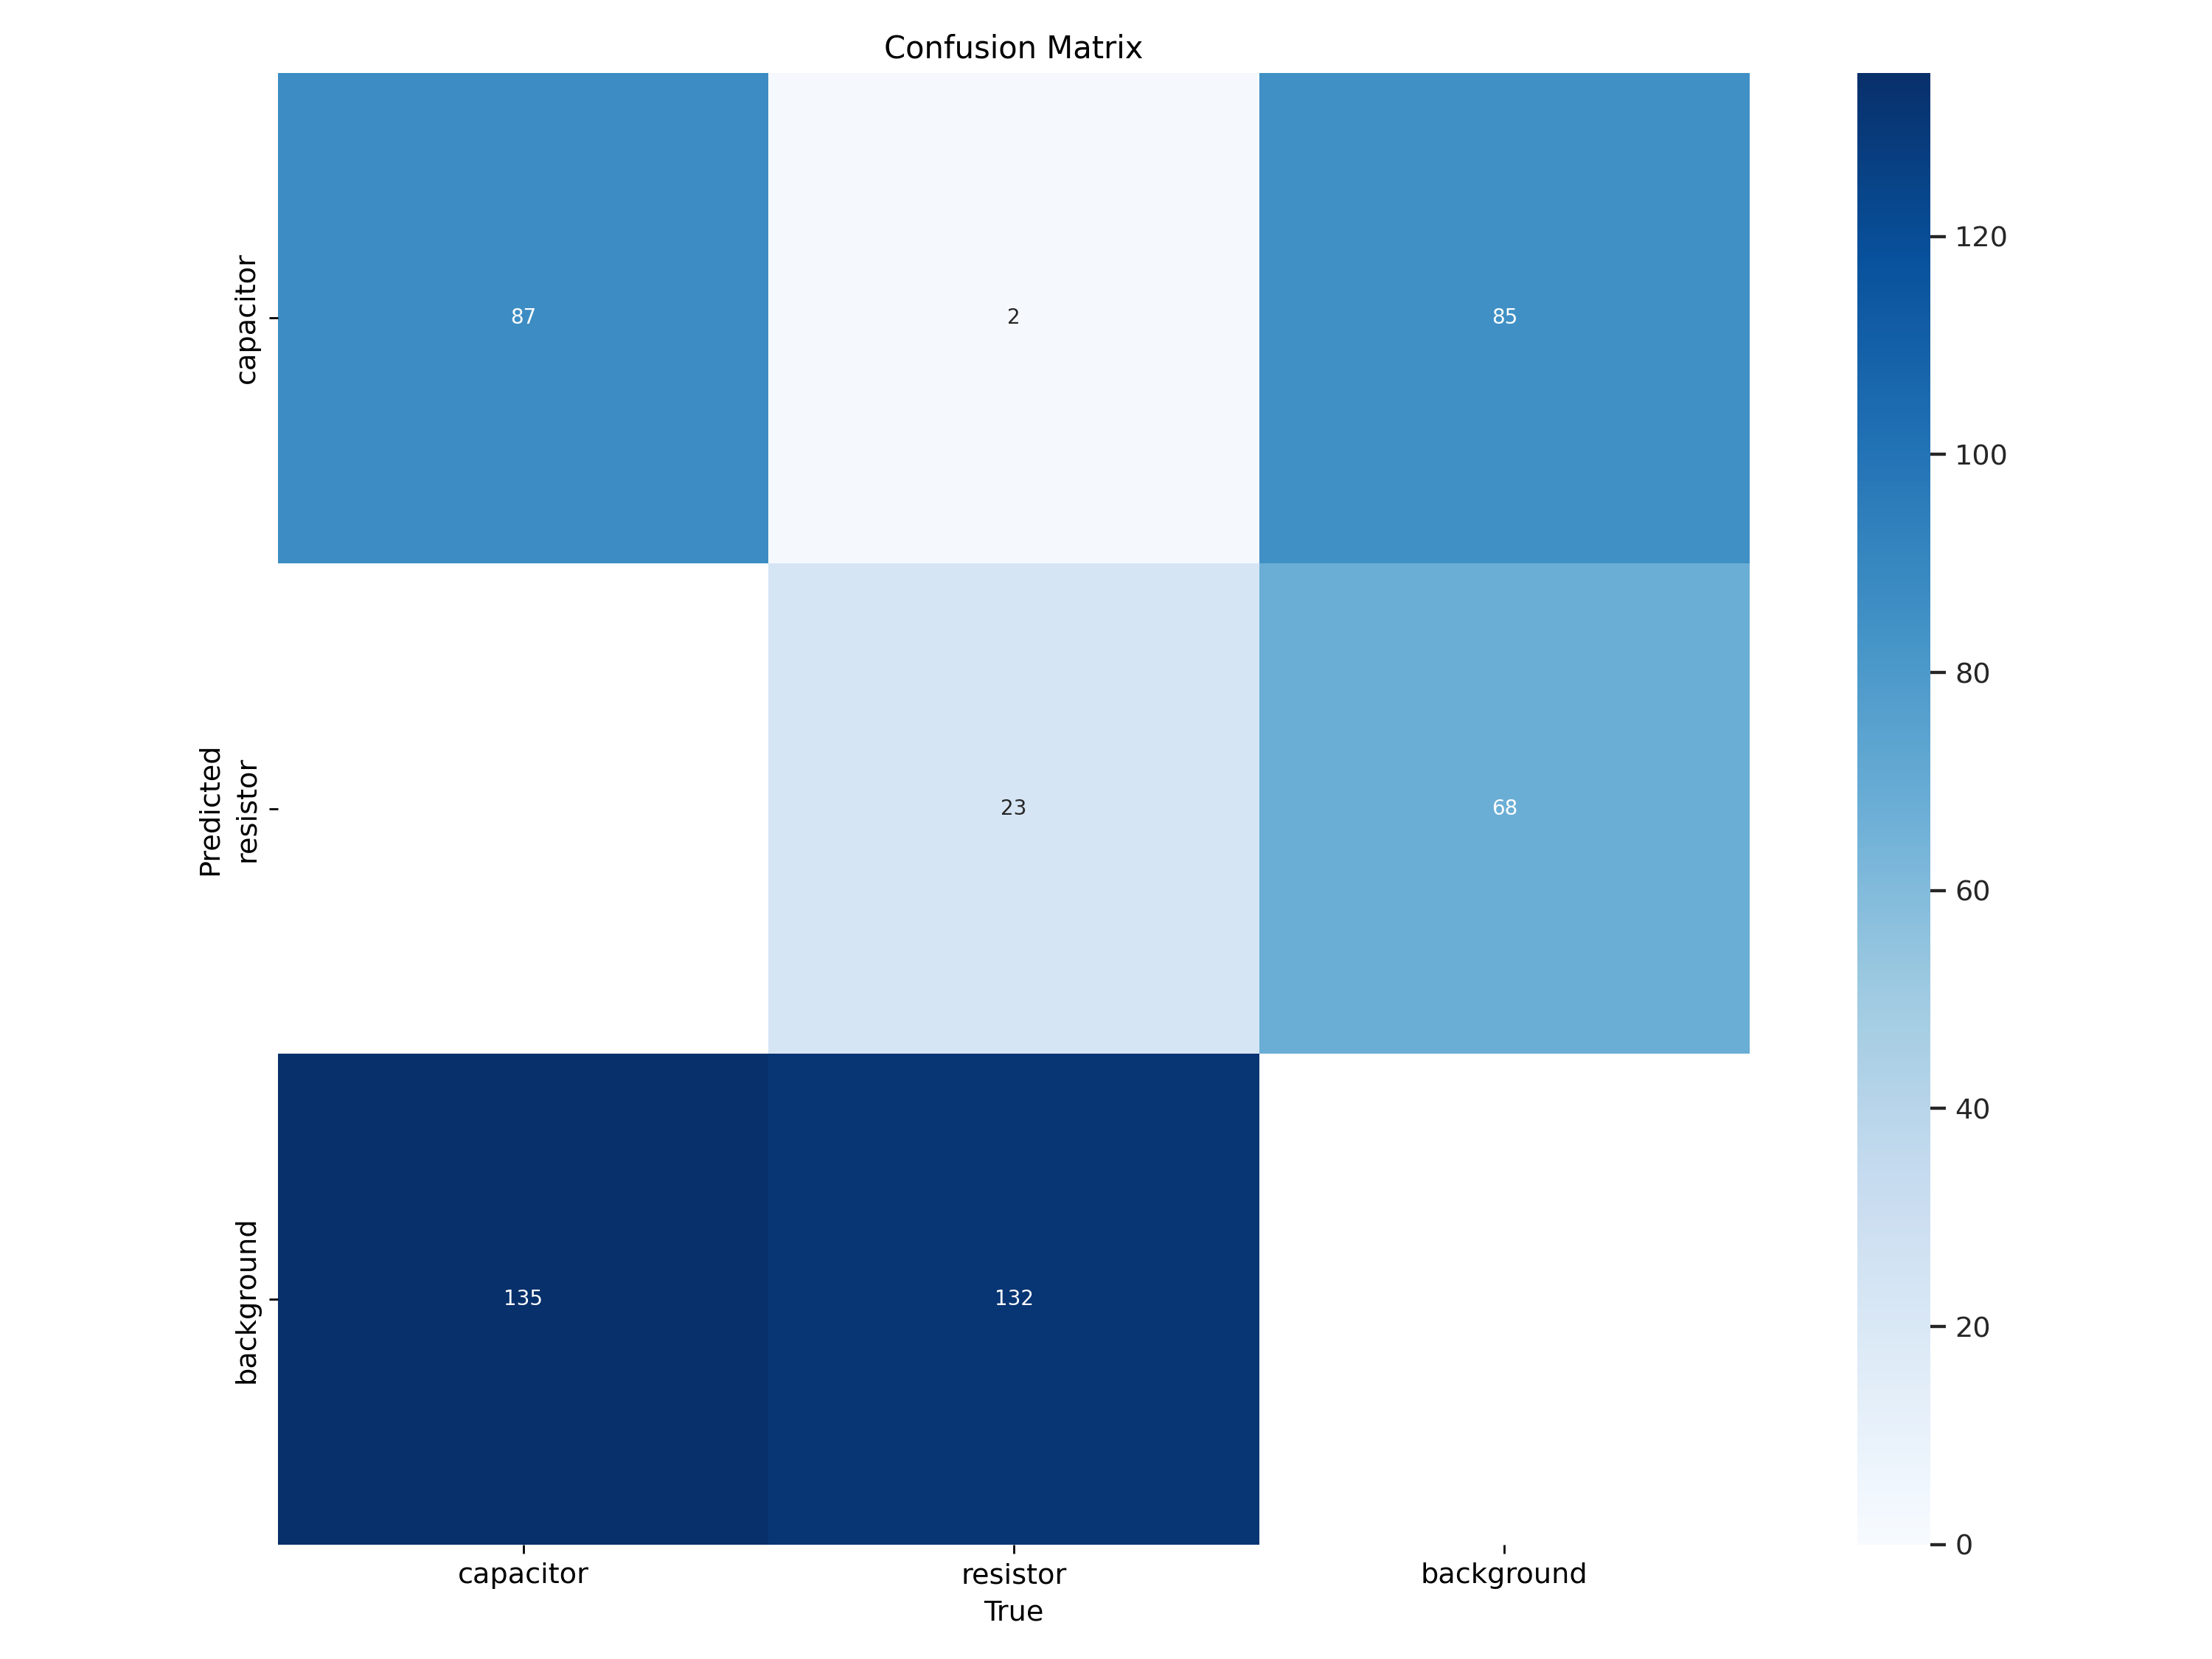 Confusion Matrix
capacitor
87
2
85
Predicted
resistor
23
68
background
135
132
capacitor
resistor
background
True
120
100
80
60
40
20
0